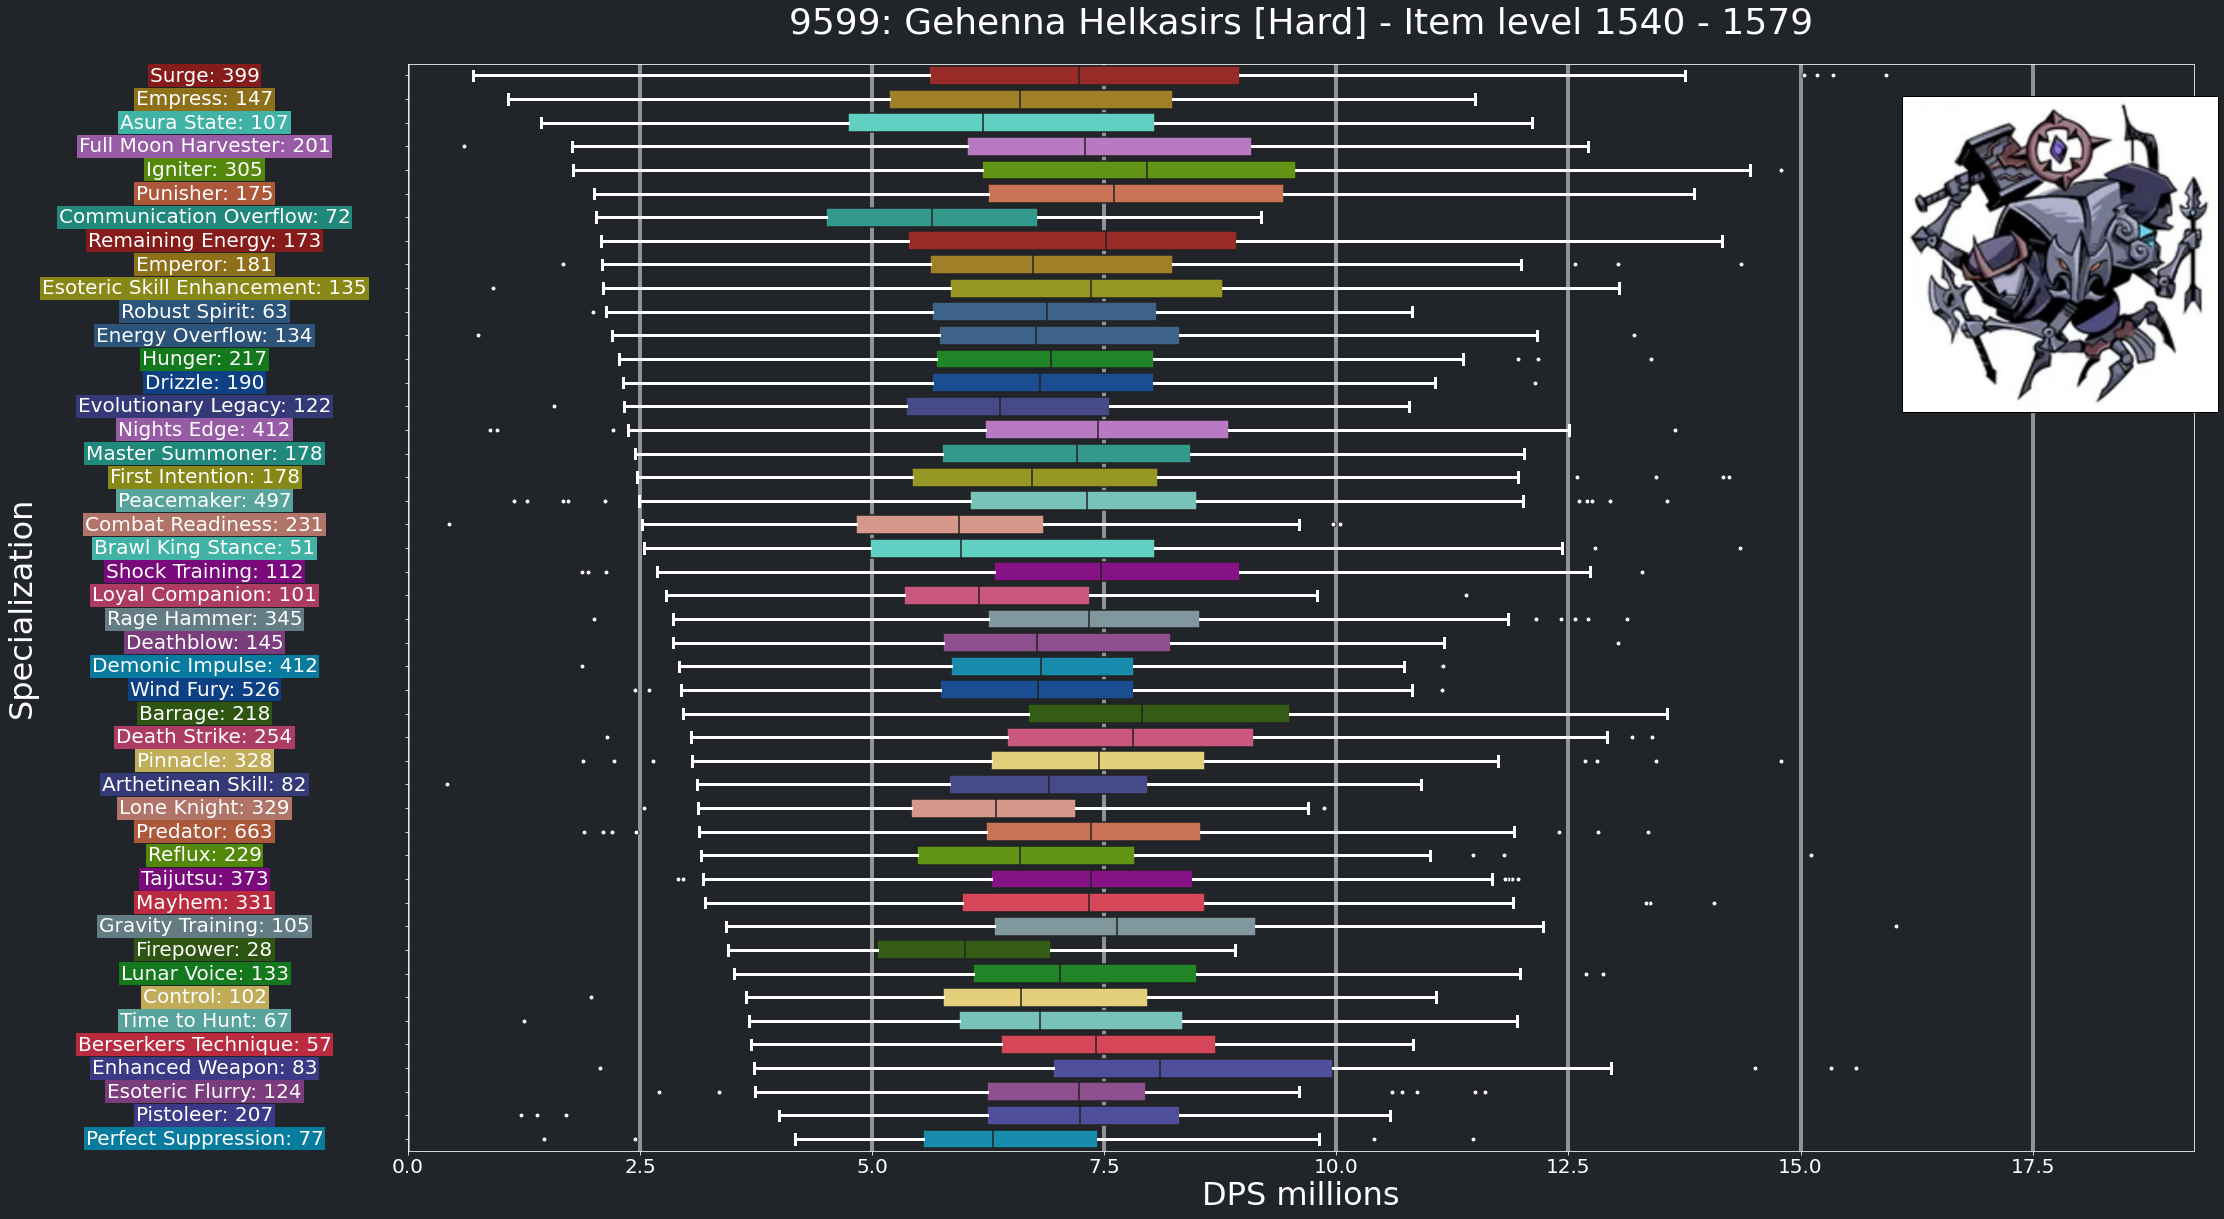 9599: Gehenna Helkasirs [Hard] - Item level 1540 - 1579
Surge: 399
Empress: 147
Asura State: 107
Full Moon Harvester: 201
Igniter: 305
Punisher: 175
Communication Overflow: 72
Remaining Energy: 173
Emperor: 181
Esoteric Skill Enhancement: 135
Robust Spirit: 63
Energy Overflow: 134
Hunger: 217
Drizzle: 190
Evolutionary Legacy: 122
Nights Edge: 412
Master Summoner: 178
First Intention: 178
Peacemaker: 497
Combat Readiness: 231
Brawl King Stance: 51
Shock Training: 112
Loyal Companion: 101
Rage Hammer: 345
Deathblow: 145
Demonic Impulse: 412
Wind Fury: 526
Barrage: 218
Death Strike: 254
Pinnacle: 328
Arthetinean Skill: 82
Lone Knight: 329
Predator: 663
Reflux: 229
Taijutsu: 373
Mayhem: 331
Gravity Training: 105
Firepower: 28
Lunar Voice: 133
Control: 102
Time to Hunt: 67
Berserkers Technique: 57
Enhanced Weapon: 83
Esoteric Flurry: 124
Pistoleer: 207
Perfect Suppression: 77
Specialization
0.0 2.5 5.0 7.5 10.0 12.5 15.0 17.5
DPS millions